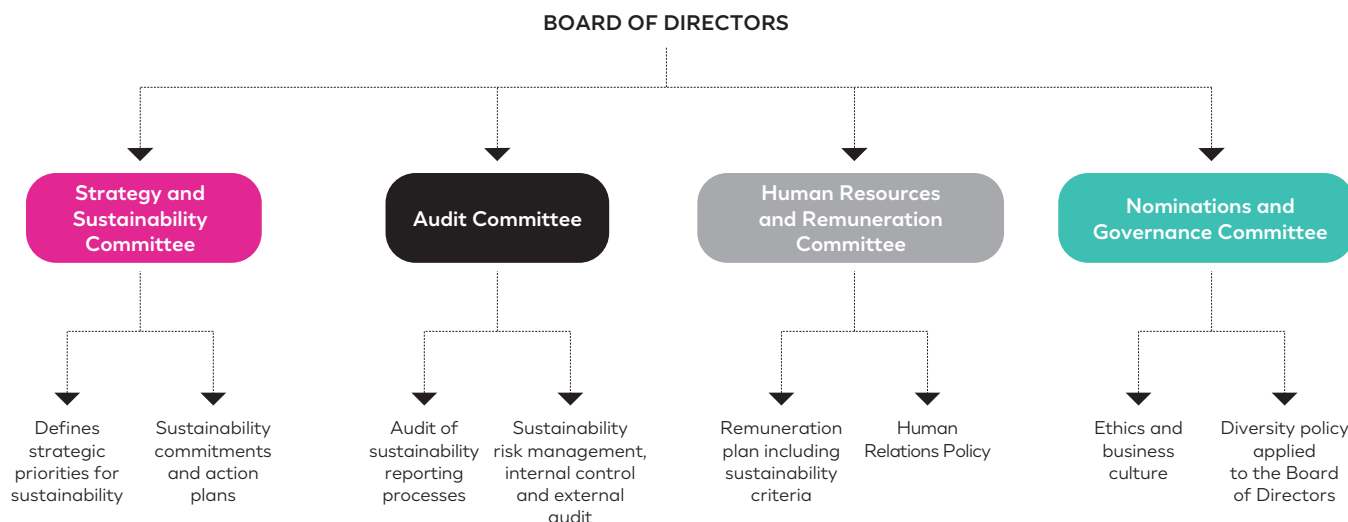 BOARD OF DIRECTORS
Strategy and
Sustainability
Committee
Audit Committee
Human Resources
and Remuneration
Committee
Nominations and
Governance Committee
Defines
strategic
priorities for
sustainability
Sustainability
commitments
and action
plans
Audit of
sustainability
reporting
processes
Sustainability
risk management,
internal control
and external
audit
Remuneration
plan including
sustainability
criteria
Human
Relations Policy
Ethics and
business
culture
Diversity policy
applied
to the Board
of Directors